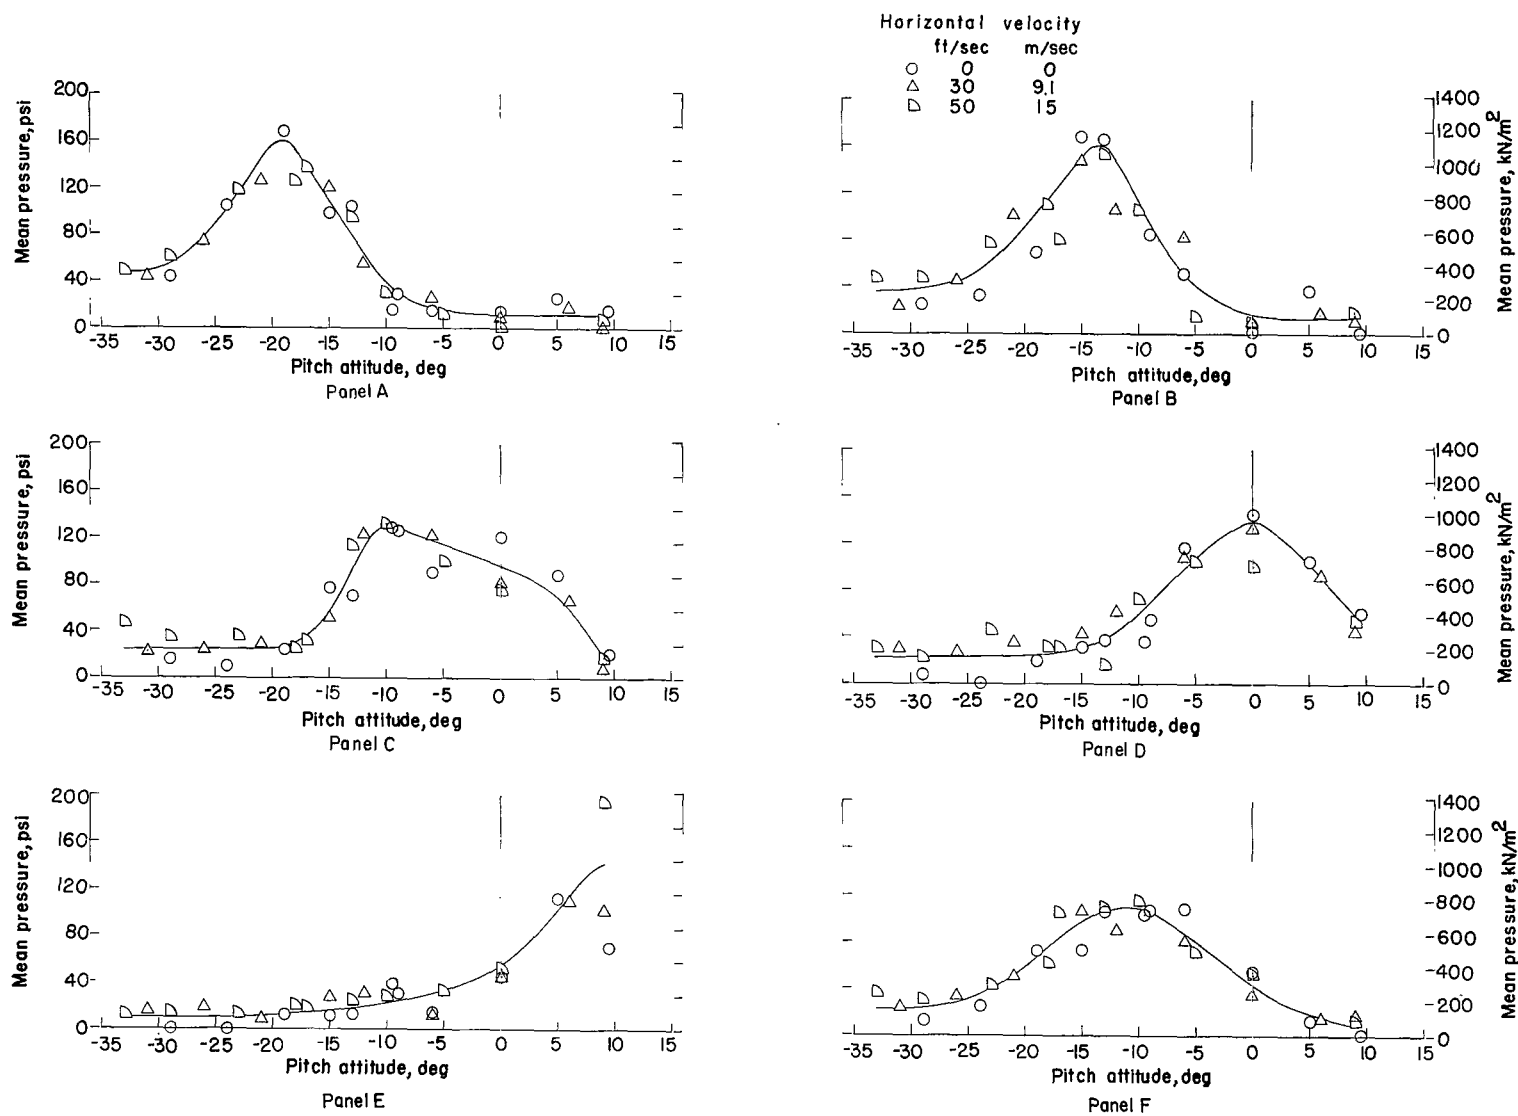 Horizontal velocity
ft/sec m/sec
0 0
30 9.1
50 15
200
160
120
80
40
0
Mean pressure, psi
-35 -30 -25 -20 -15 -10 -5 0 5 10 15
Pitch attitude, deg
Panel A
1400
1200
1000
800
600
400
200
0
Mean pressure, kN/m2
-35 -30 -25 -20 -15 -10 -5 0 5 10 15
Pitch attitude, deg
Panel B
200
160
120
80
40
0
Mean pressure, psi
-35 -30 -25 -20 -15 -10 -5 0 5 10 15
Pitch attitude, deg
Panel C
1400
1200
1000
800
600
400
200
0
Mean pressure, kN/m2
-35 -30 -25 -20 -15 -10 -5 0 5 10 15
Pitch attitude, deg
Panel D
200
160
120
80
40
0
Mean pressure, psi
-35 -30 -25 -20 -15 -10 -5 0 5 10 15
Pitch attitude, deg
Panel E
1400
1200
1000
800
600
400
200
0
Mean pressure, kN/m2
-35 -30 -25 -20 -15 -10 -5 0 5 10 15
Pitch attitude, deg
Panel F